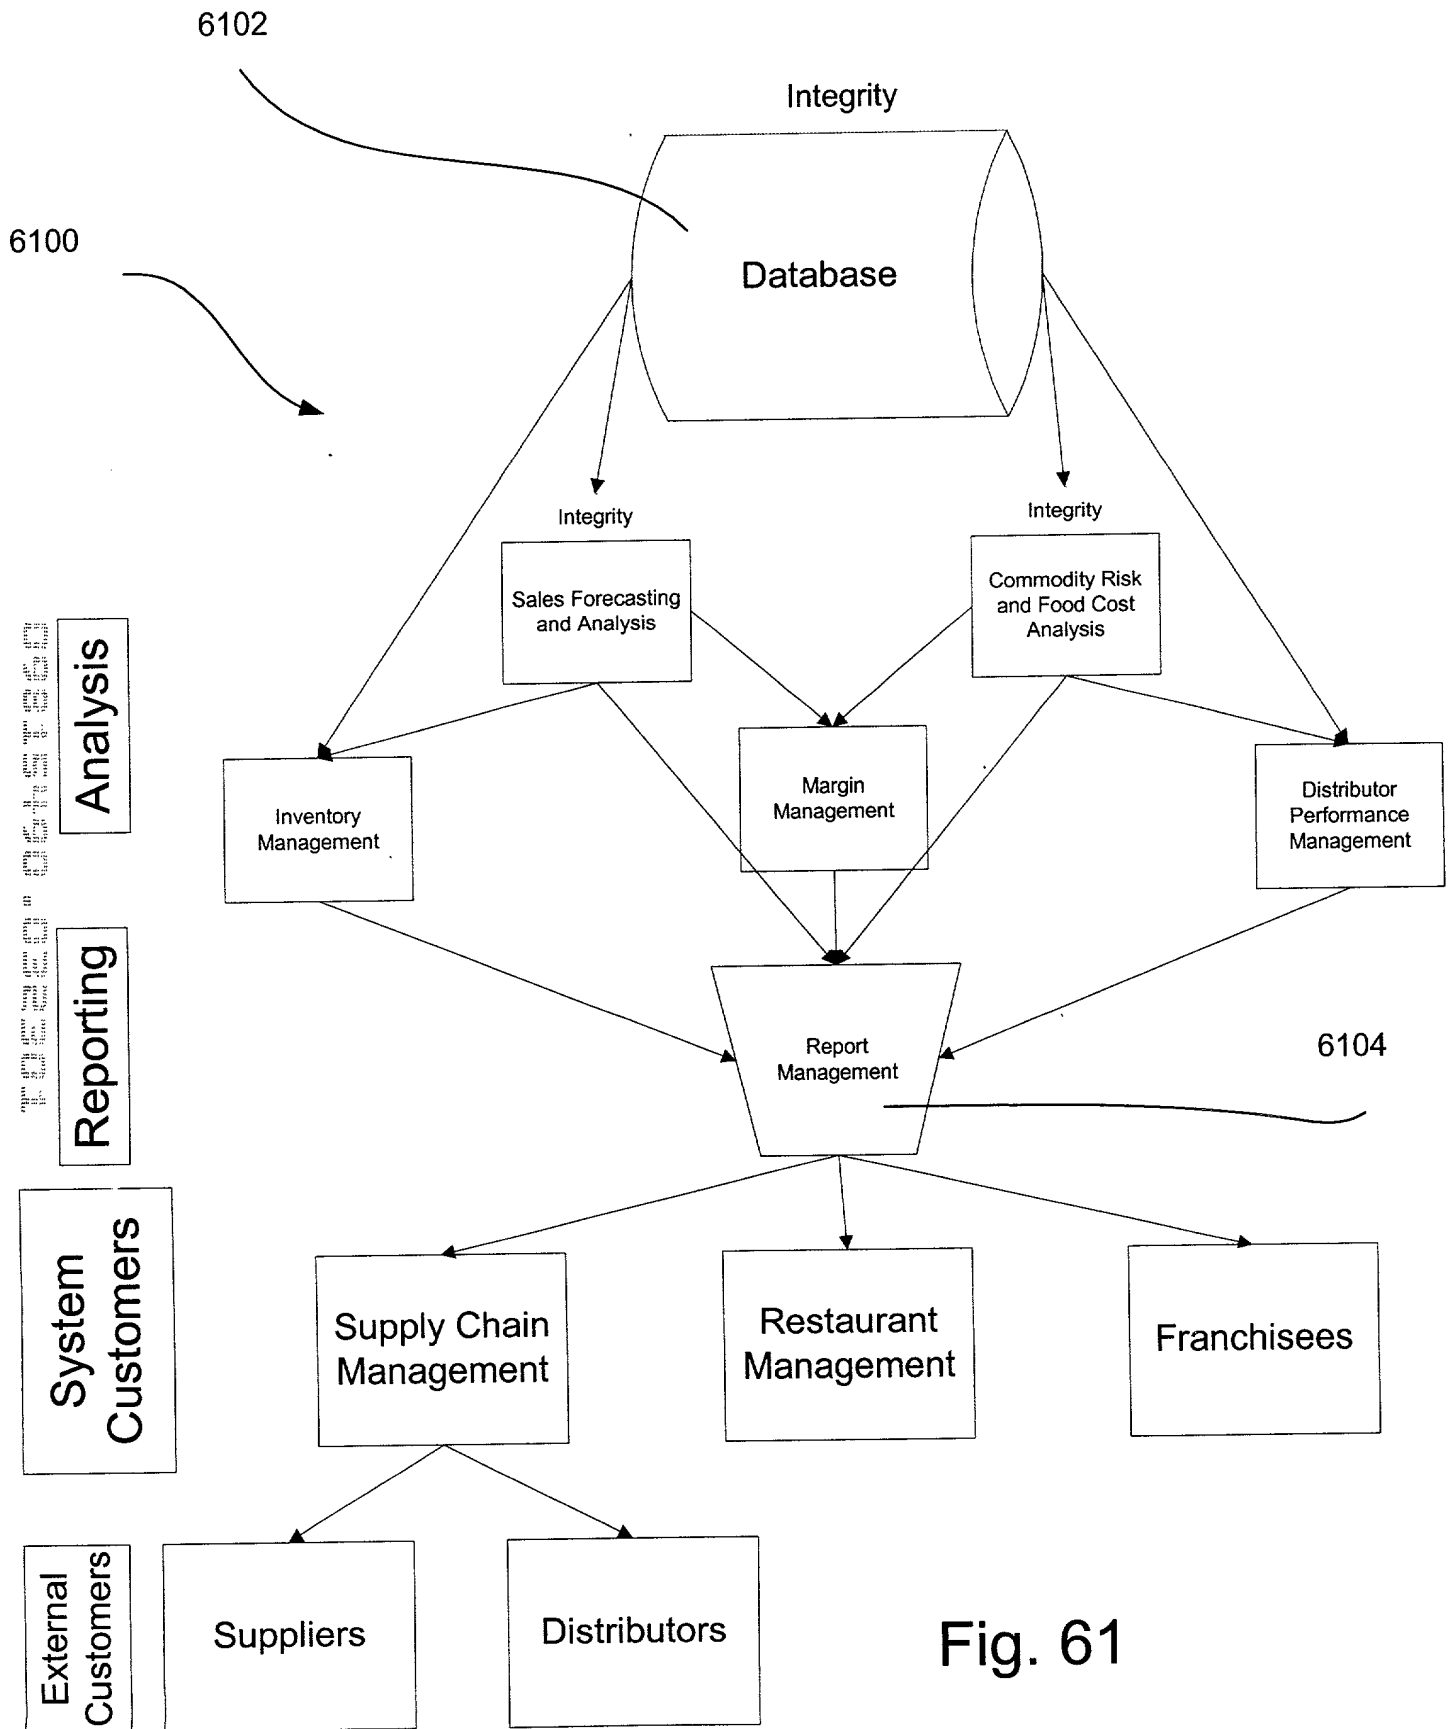 6102
Integrity
6100
Database
Integrity
Integrity
Sales Forecasting
and Analysis
Commodity Risk
and Food Cost
Analysis
Analysis
Inventory
Management
Margin
Management
Distributor
Performance
Management
Reporting
Report
Management
6104
System
Customers
Supply Chain
Management
Restaurant
Management
Franchisees
External
Customers
Suppliers
Distributors
Fig. 61